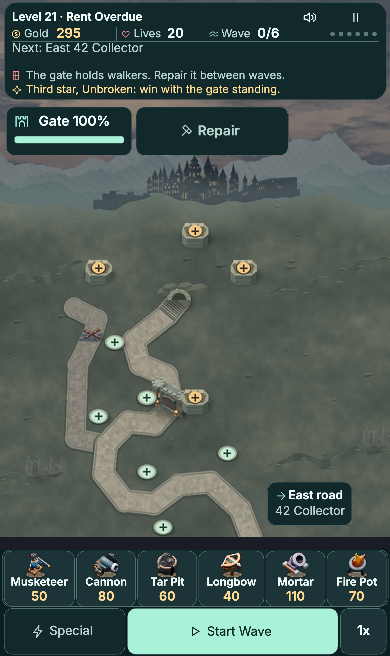 Level 21 · Rent Overdue
Gold 295 Lives 20 Wave 0/6
Next: East 42 Collector
The gate holds walkers. Repair it between waves.
Third star, Unbroken: win with the gate standing.
Gate 100%
Repair
East road
42 Collector
Musketeer Cannon Tar Pit Longbow Mortar Fire Pot
50 80 60 40 110 70
Special
Start Wave
1x